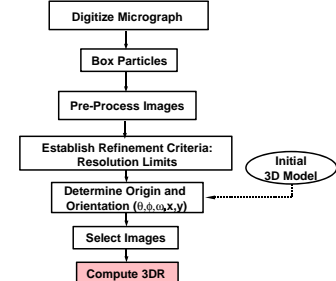 Digitize Micrograph
Box Particles
Pre-Process Images
Establish Refinement Criteria:
Resolution Limits
Initial
3D Model
Determine Origin and
Orientation (θ,ϕ,ω,x,y)
Select Images
Compute 3DR